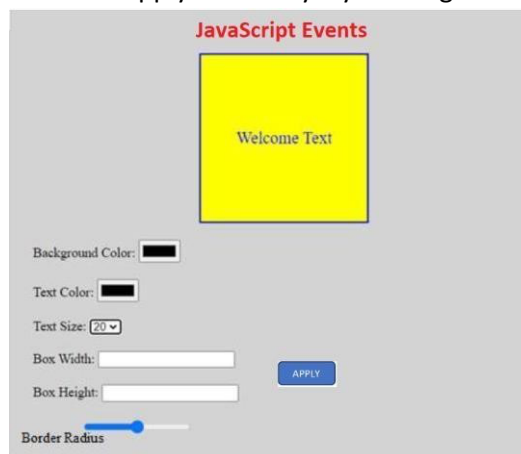 JavaScript Events
Welcome Text
Background Color:
Text Color:
Text Size: 20
Box Width:
APPLY
Box Height:
Border Radius